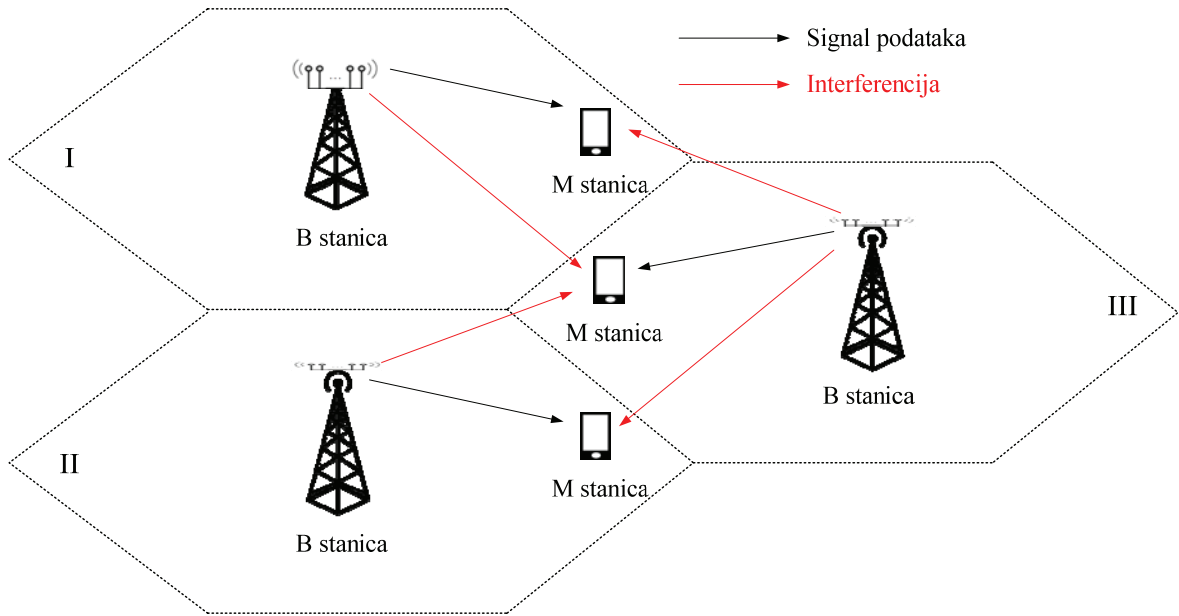 Signal podataka
Interferencija
I
M stanica
B stanica
III
M stanica
B stanica
II
M stanica
B stanica